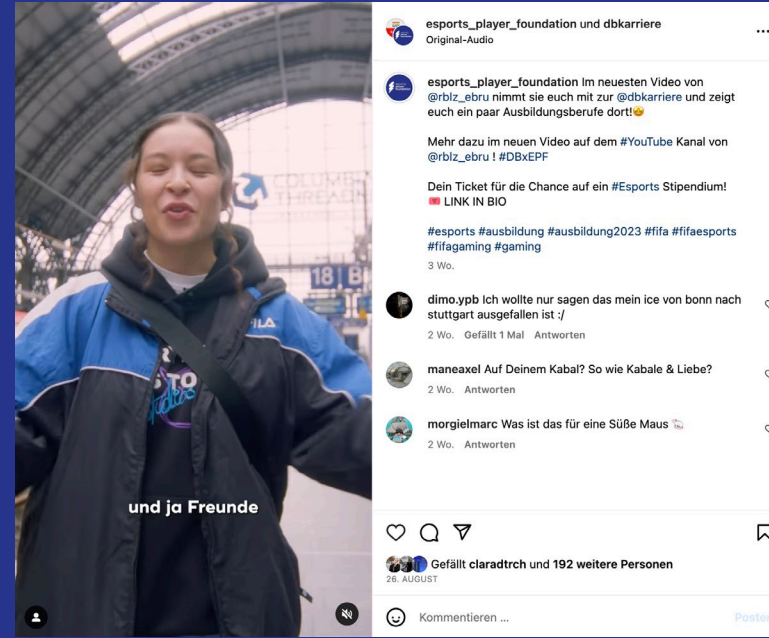 COLUMBUS
THREADS
18
B
FILA
TO
Studios
und ja Freunde
esports_player_foundation und dbkarriere
Original-Audio
esports_player_foundation Im neuesten Video von
@rblz_ebru nimmt sie euch mit zur @dbkarriere und zeigt
euch ein paar Ausbildungsberufe dort!🤩
Mehr dazu im neuen Video auf dem #YouTube Kanal von
@rblz_ebru ! #DBxEPF
Dein Ticket für die Chance auf ein #Esports Stipendium!
🎟️ LINK IN BIO
#esports #ausbildung #ausbildung2023 #fifa #fifaesports
#fifagaming #gaming
3 Wo.
dimo.ypb Ich wollte nur sagen das mein ice von bonn nach
stuttgart ausgefallen ist :/
2 Wo. Gefällt 1 Mal Antworten
maneaxel Auf Deinem Kabal? So wie Kabale & Liebe?
2 Wo. Antworten
morgielmarc Was ist das für eine Süße Maus 🐁
2 Wo. Antworten
Gefällt claradtrch und 192 weitere Personen
26. AUGUST
Kommentieren ...
Posten